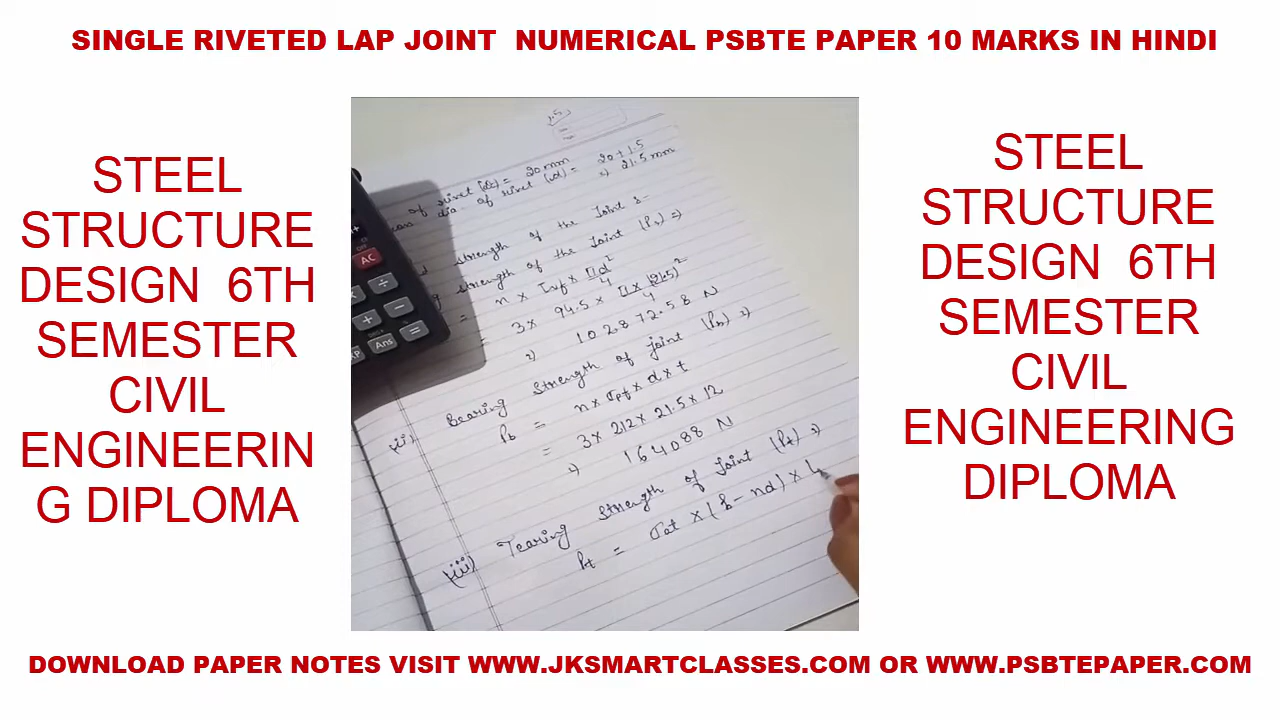 SINGLE RIVETED LAP JOINT NUMERICAL PSBTE PAPER 10 MARKS IN HINDI
STEEL
STRUCTURE
DESIGN 6TH
SEMESTER
CIVIL
ENGINEERIN
G DIPLOMA
of rivet = 20 mm
dia. of rivet (d) = 20 + 1.5
⇒ 21.5 mm
strength of the Joint :-
strength of the Joint (Ps) ⇒
= n × τvf × πd²/4
= 3 × 94.5 × π × (21.5)²/4
⇒ 102872.58 N
(ii) Bearing Strength of joint (Pb) ⇒
Pb = n × σpf × d × t
= 3 × 212 × 21.5 × 12
⇒ 164088 N
(iii) Tearing Strength of Joint (Pt) ⇒
Pt = σat × (b - nd) × t
AC
÷
+
−
Ans
=
STEEL
STRUCTURE
DESIGN 6TH
SEMESTER
CIVIL
ENGINEERING
DIPLOMA
DOWNLOAD PAPER NOTES VISIT WWW.JKSMARTCLASSES.COM OR WWW.PSBTEPAPER.COM